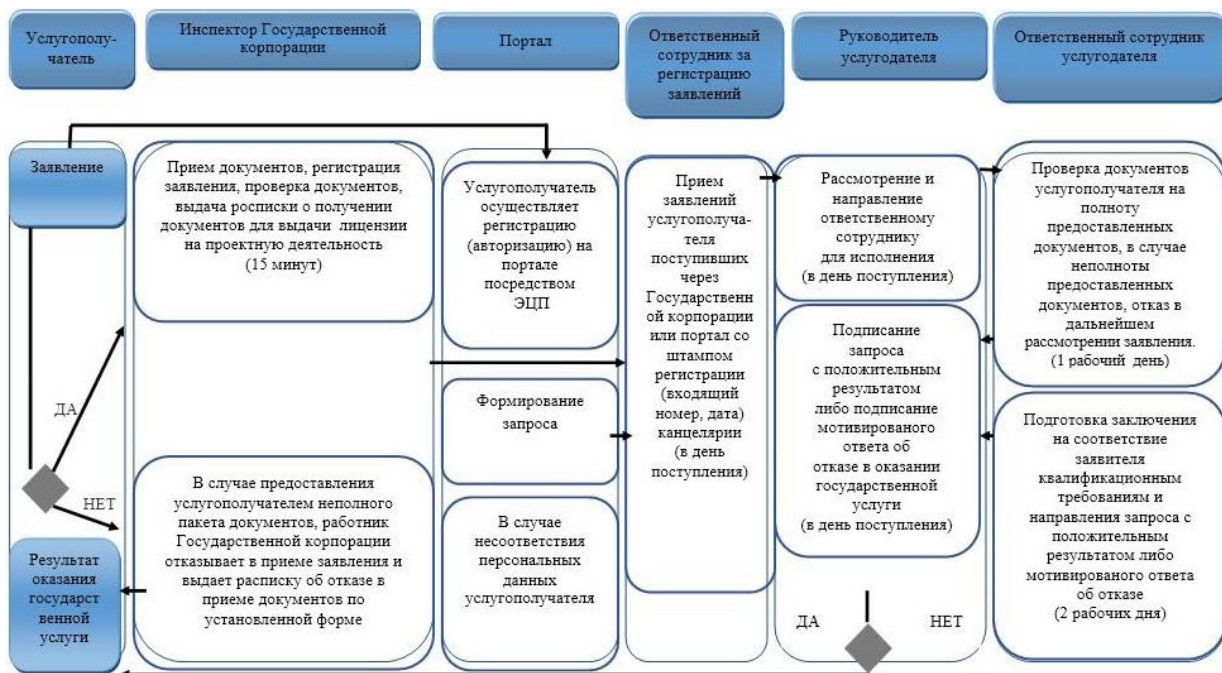 Услугополу-
чатель
Инспектор Государственной
корпорации
Портал
Ответственный
сотрудник за
регистрацию
заявлений
Руководитель
услугодателя
Ответственный сотрудник
услугодателя
Заявление
ДА
НЕТ
Результат
оказания
государст
венной
услуги
Прием документов, регистрация
заявления, проверка документов,
выдача росписки о получении
документов для выдачи лицензии
на проектную деятельность
(15 минут)
В случае предоставления
услугополучателем неполного
пакета документов, работник
Государственной корпорации
отказывает в приеме заявления и
выдает расписку об отказе в
приеме документов по
установленной форме
Услугополучатель
осуществляет
регистрацию
(авторизацию) на
портале
посредством
ЭЦП
Формирование
запроса
В случае
несоответствия
персональных
данных
услугополучателя
Прием
заявлений
услугополуча-
теля
поступивших
через
Государственн
ой корпорации
или портал со
штампом
регистрации
(входящий
номер, дата)
канцелярии
(в день
поступления)
Рассмотрение и
направление
ответственному
сотруднику
для исполнения
(в день поступления)
Подписание
запроса
с положительным
результатом
либо подписание
мотивированого
ответа об
отказе в оказании
государственной
услуги
(в день поступления)
ДА
НЕТ
Проверка документов
услугополучателя на
полноту
предоставленных
документов, в случае
неполноты
предоставленных
документов, отказ в
дальнейшем
рассмотрении заявления.
(1 рабочий день)
Подготовка заключения
на соответствие
заявителя
квалификационным
требованиям и
направления запроса с
положительным
результатом либо
мотивированого ответа
об отказе
(2 рабочих дня)